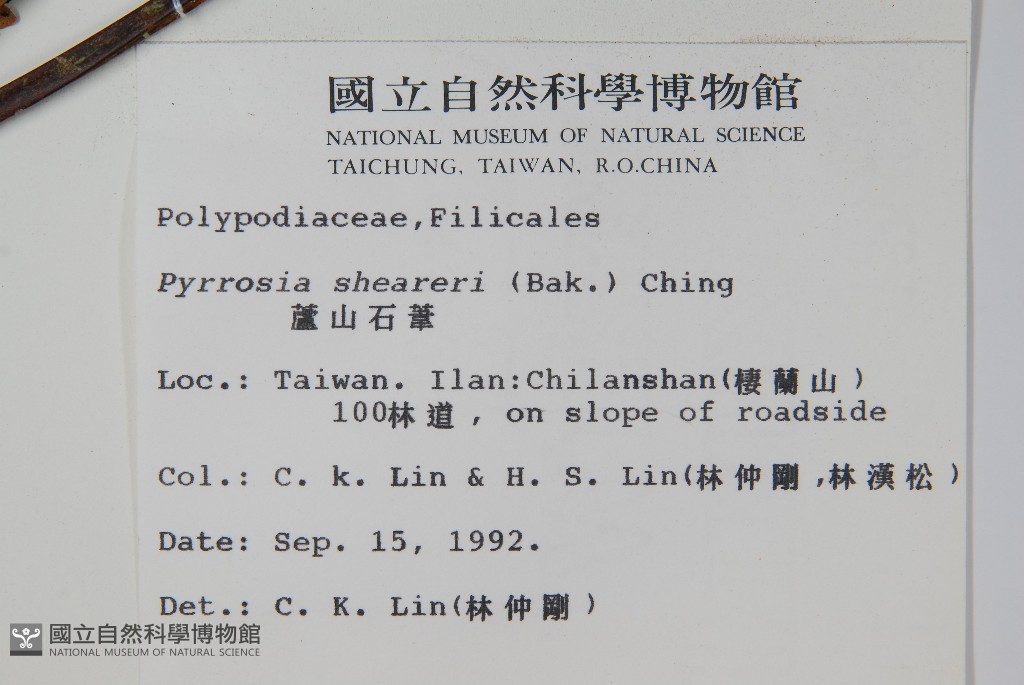 國立自然科學博物館
NATIONAL MUSEUM OF NATURAL SCIENCE
TAICHUNG, TAIWAN, R.O.CHINA
Polypodiaceae,Filicales
Pyrrosia sheareri (Bak.) Ching
蘆山石葦
Loc.: Taiwan. Ilan:Chilanshan(棲蘭山)
100林道, on slope of roadside
Col.: C. k. Lin & H. S. Lin(林仲剛,林漢松)
Date: Sep. 15, 1992.
Det.: C. K. Lin(林仲剛)
國立自然科學博物館
NATIONAL MUSEUM OF NATURAL SCIENCE